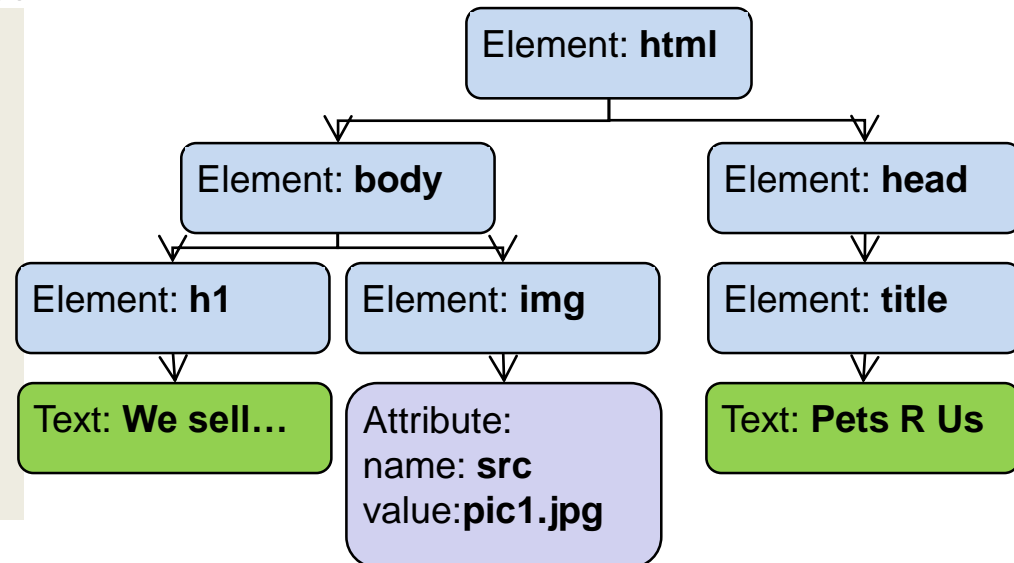 Element: html
Element: body
Element: head
Element: h1
Element: img
Element: title
Text: We sell…
Attribute:
name: src
value:pic1.jpg
Text: Pets R Us